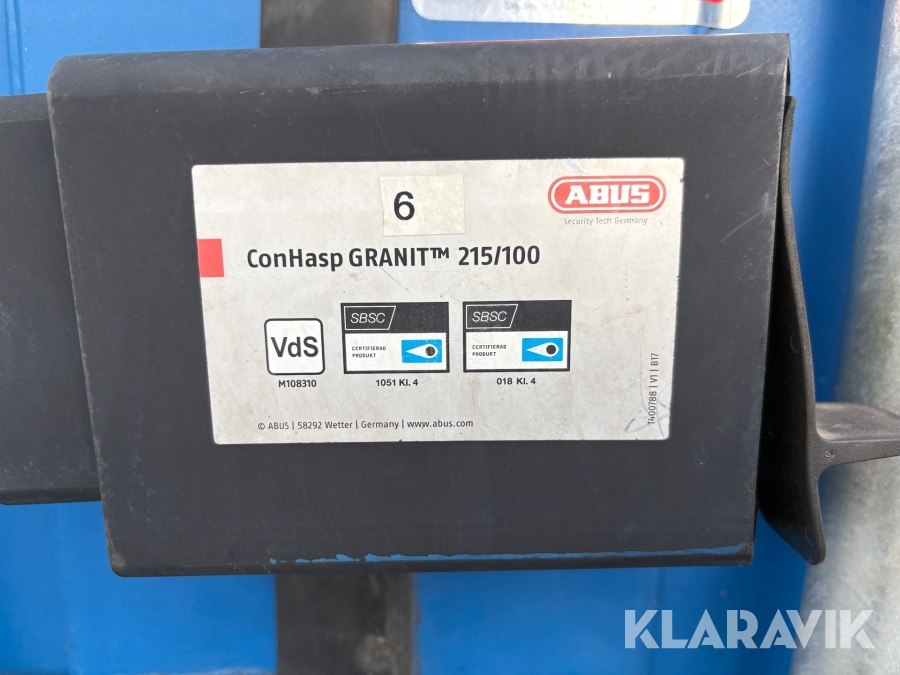 6
ABUS
Security Tech Germany
ConHasp GRANIT™ 215/100
VdS
M108310
SBSC
CERTIFIERAD
PRODUKT
1051 Kl. 4
SBSC
CERTIFIERAD
PRODUKT
018 Kl. 4
© ABUS | 58292 Wetter | Germany | www.abus.com
T400788 | V1 | 817
KLARAVIK